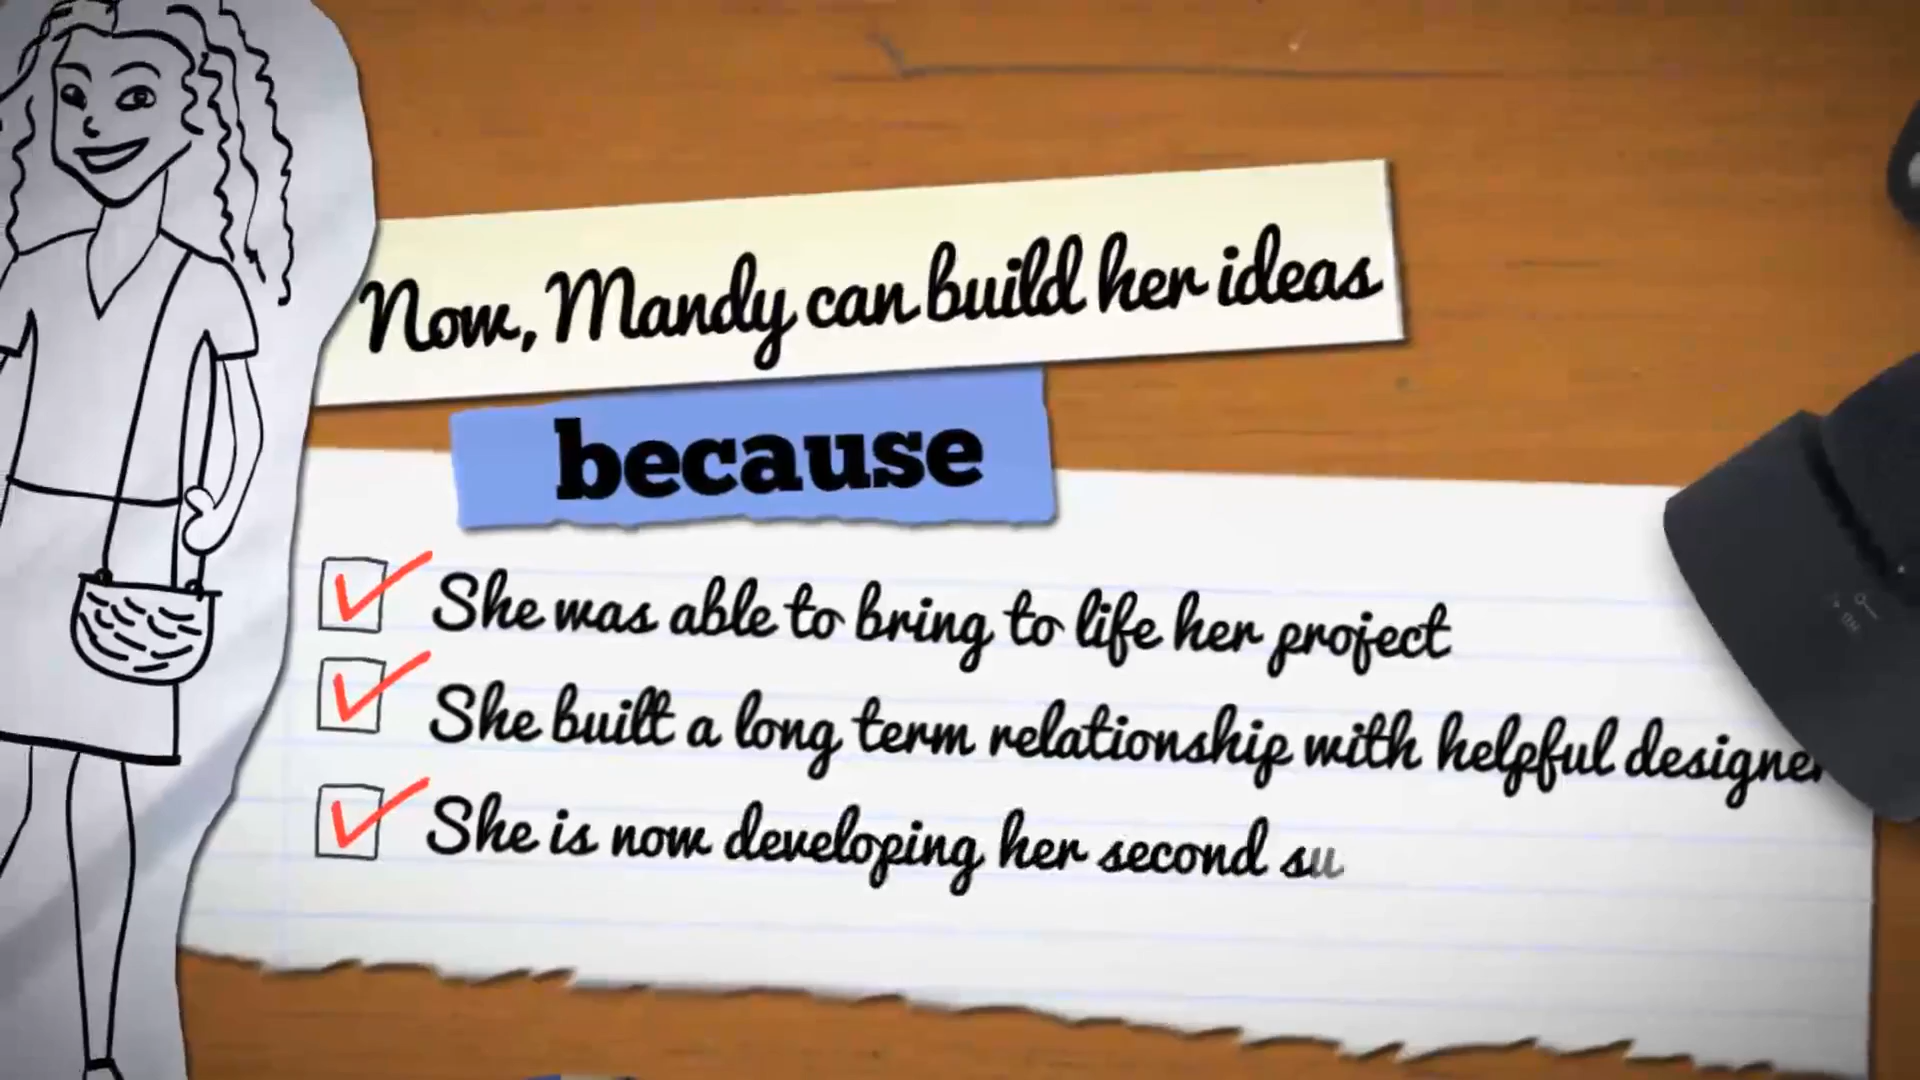 Now, Mandy can build her ideas
because
She was able to bring to life her project
She built a long term relationship with helpful designer
She is now developing her second su